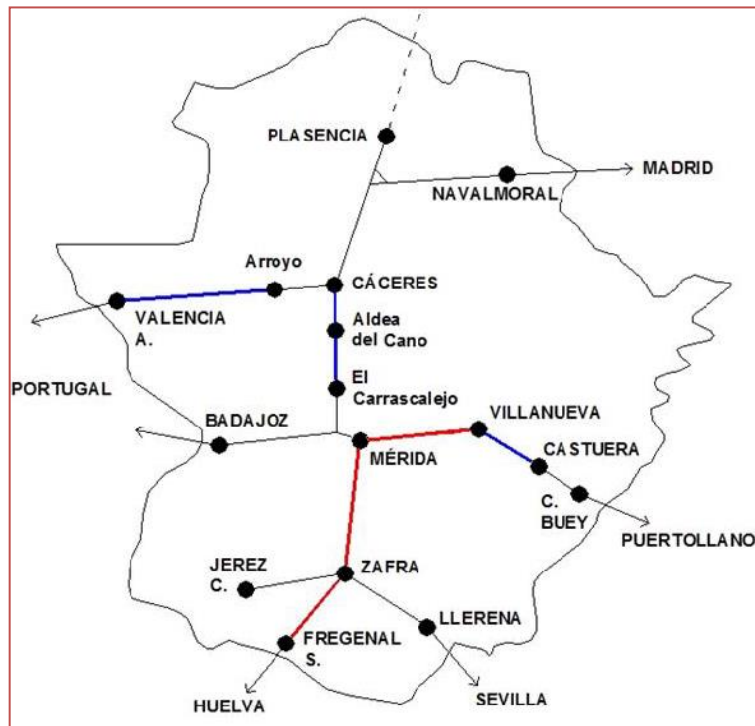 PLASENCIA
MADRID
NAVALMORAL
Arroyo
CÁCERES
VALENCIA
A.
Aldea
del Cano
PORTUGAL
El
Carrascalejo
BADAJOZ
VILLANUEVA
MÉRIDA
CASTUERA
C.
BUEY
PUERTOLLANO
JEREZ
C.
ZAFRA
LLERENA
FREGENAL
S.
HUELVA
SEVILLA